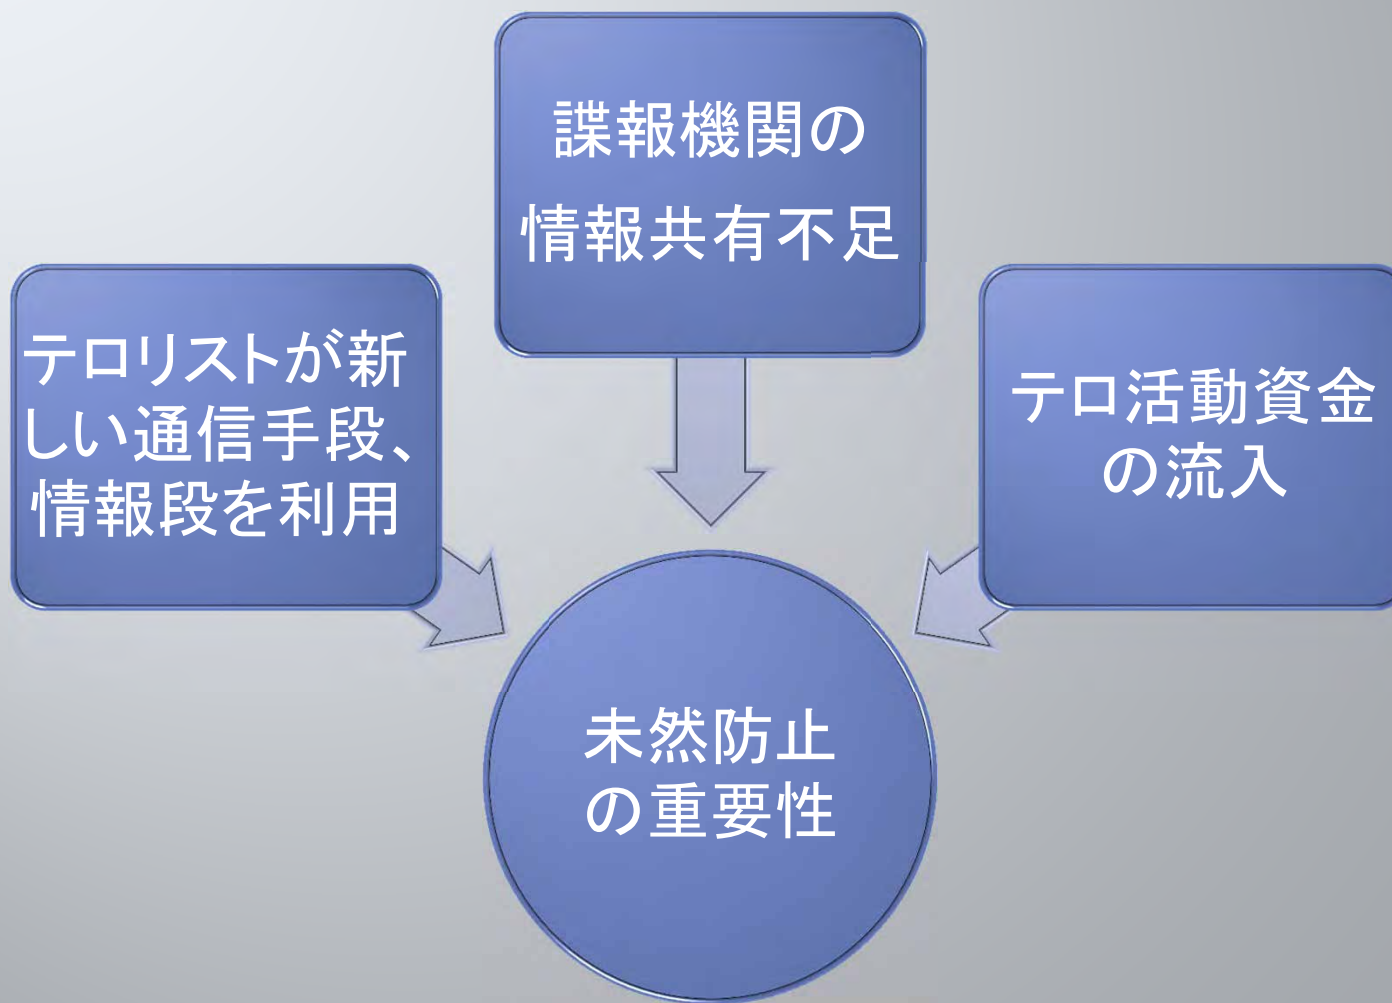 諜報機関の
情報共有不足
テロリストが新
しい通信手段、
情報段を利用
テロ活動資金
の流入
未然防止
の重要性